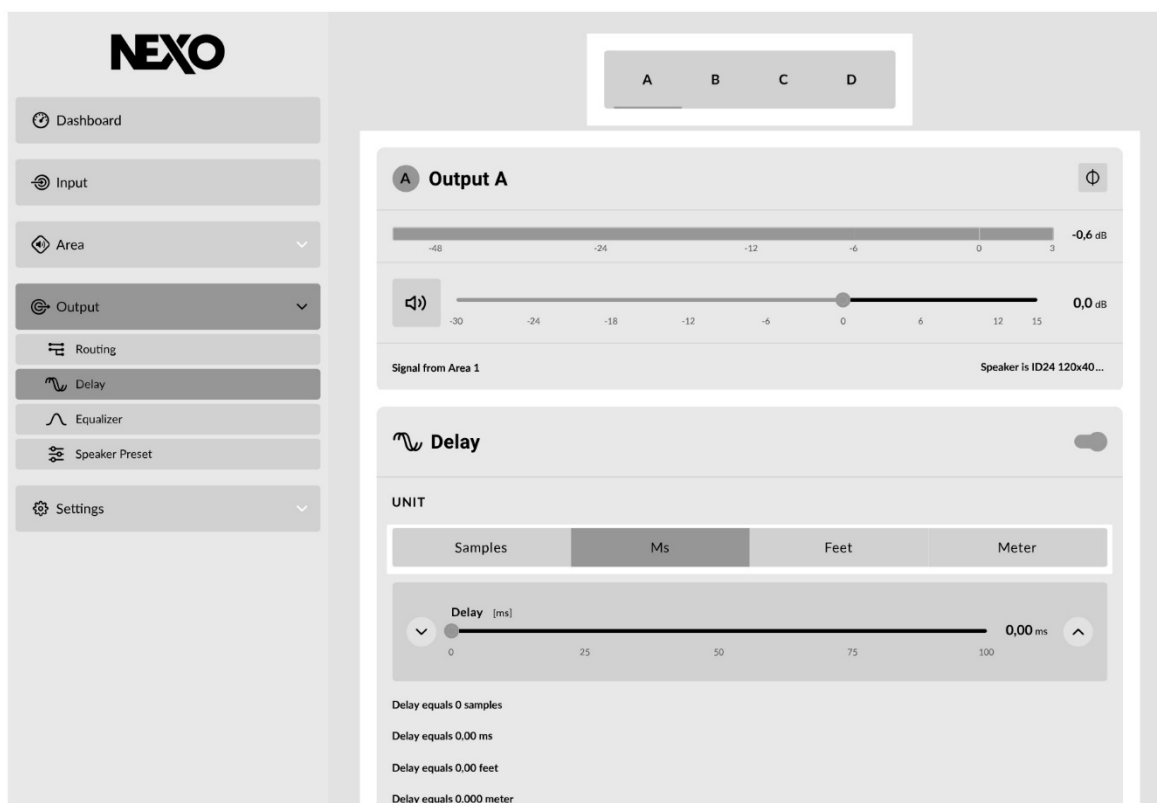 NEXO
Dashboard
Input
Area
Output
Routing
Delay
Equalizer
Speaker Preset
Settings
A B C D
A Output A
-0,6 dB
-48 -24 -12 -6 0 3
0,0 dB
-30 -24 -18 -12 -6 0 6 12 15
Signal from Area 1 Speaker is ID24 120x40...
Delay
UNIT
Samples Ms Feet Meter
Delay [ms]
0,00 ms
0 25 50 75 100
Delay equals 0 samples
Delay equals 0,00 ms
Delay equals 0,00 feet
Delay equals 0,000 meter